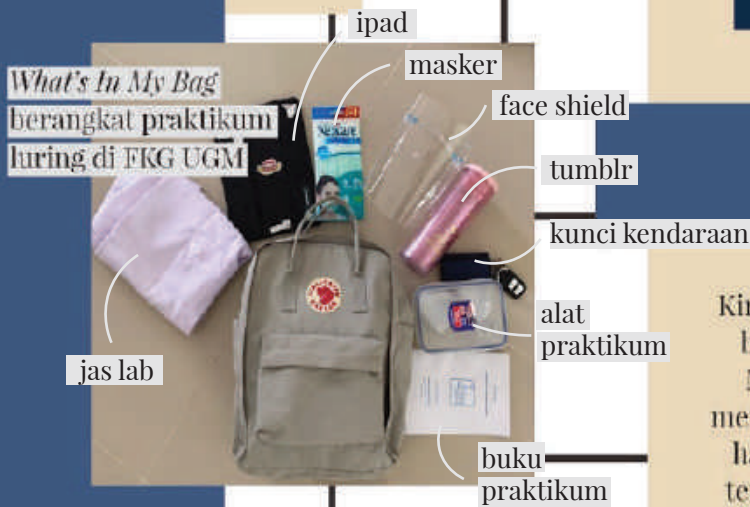 ipad
What's In My Bag
berangkat praktikum
luring di FKG UGM
masker
face shield
tumblr
kunci kendaraan
alat
praktikum
jas lab
buku
praktikum